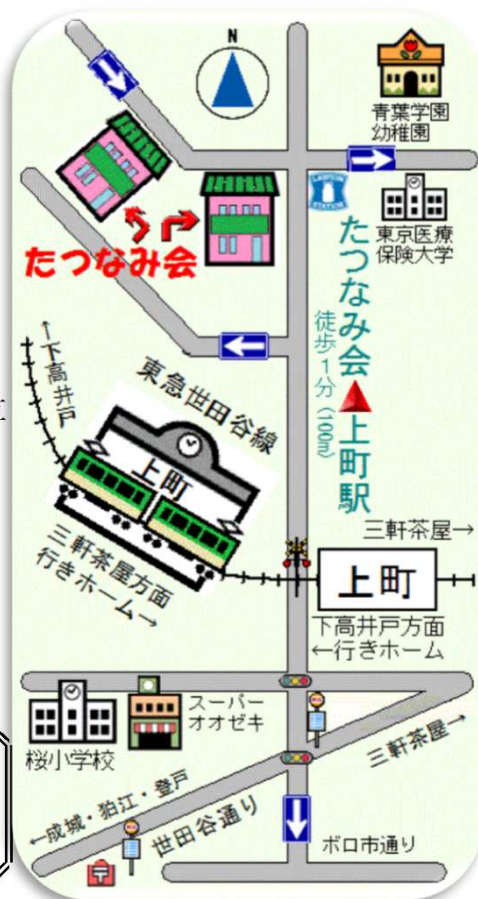 N
青葉学園
幼稚園
LAWSON
STATION
東京医療
保険大学
たつなみ会
たつなみ会▲上町駅
徒歩1分(100m)
←下高井戸
東急世田谷線
上町
三軒茶屋方面
行きホーム→
三軒茶屋→
上町
下高井戸方面
←行きホーム
スーパー
オオゼキ
桜小学校
三軒茶屋→
←成城・狛江・登戸
世田谷通り
ボロ市通り